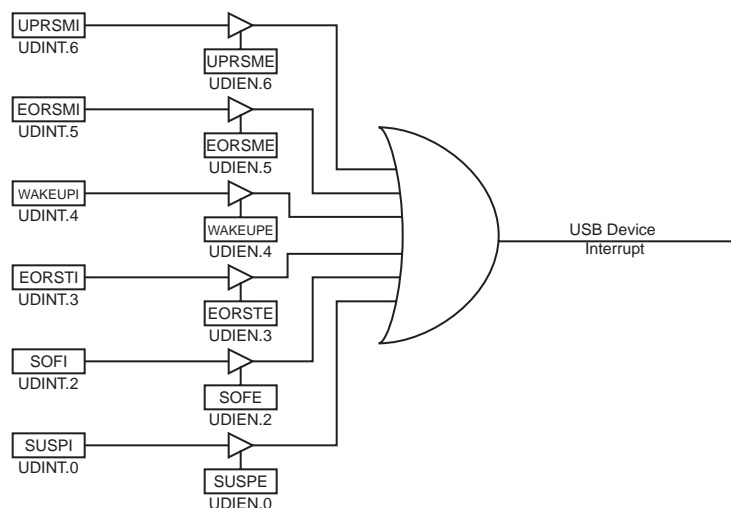 UPRSMI
UDINT.6
UPRSME
UDIEN.6
EORSMI
UDINT.5
EORSME
UDIEN.5
WAKEUPI
UDINT.4
WAKEUPE
UDIEN.4
EORSTI
UDINT.3
EORSTE
UDIEN.3
SOFI
UDINT.2
SOFE
UDIEN.2
SUSPI
UDINT.0
SUSPE
UDIEN.0
USB Device
Interrupt